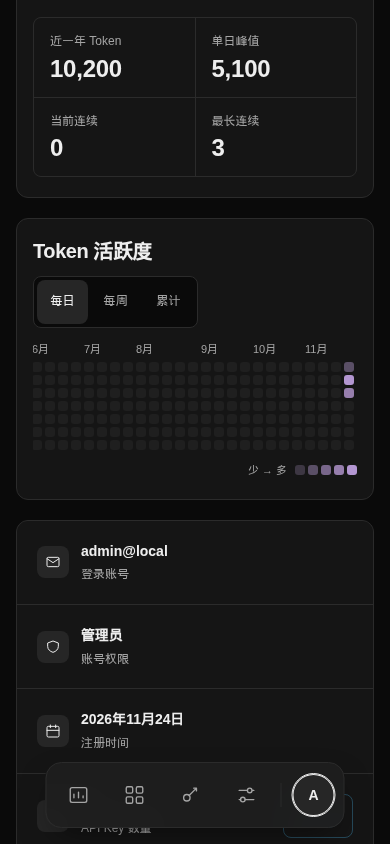 近一年 Token
单日峰值
10,200
5,100
当前连续
最长连续
0
3
Token 活跃度
每日
每周
累计
6月
7月
8月
9月
10月
11月
少 → 多
admin@local
登录账号
管理员
账号权限
2026年11月24日
注册时间
A
API Key 数量